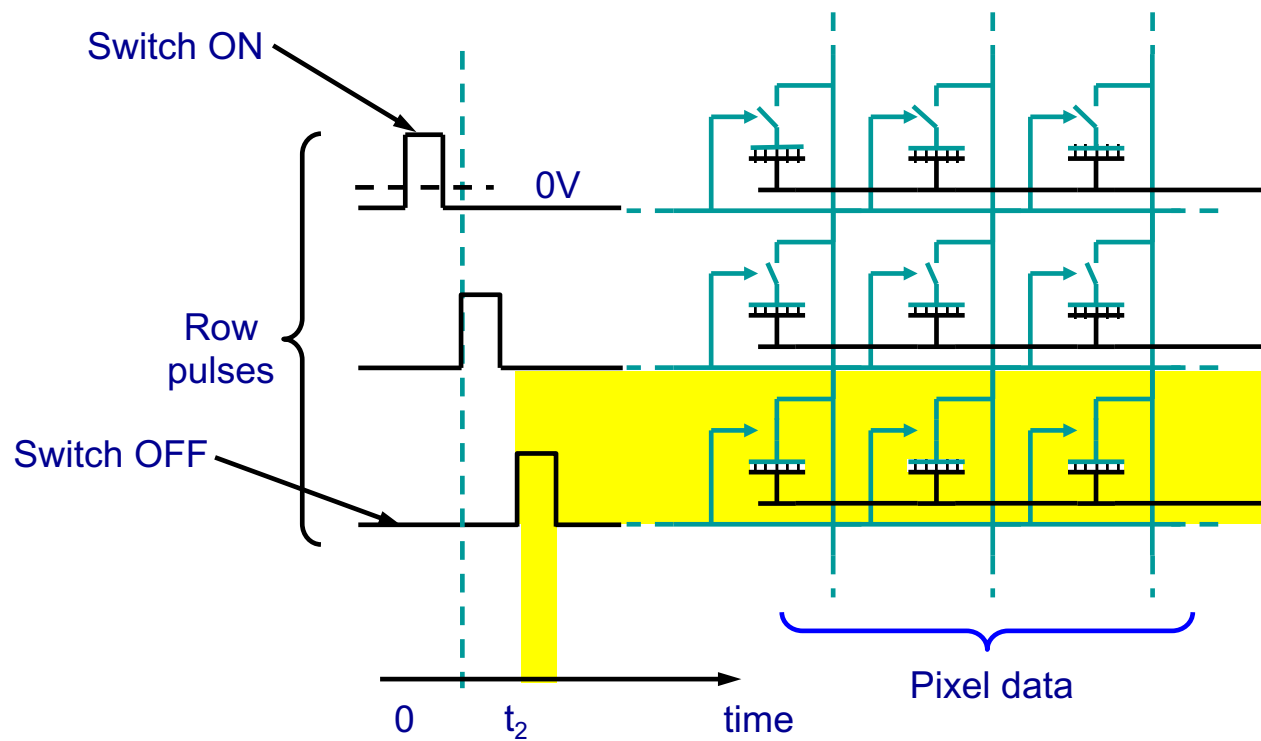 Switch ON
0V
Row
pulses
Switch OFF
Pixel data
0
t₂
time